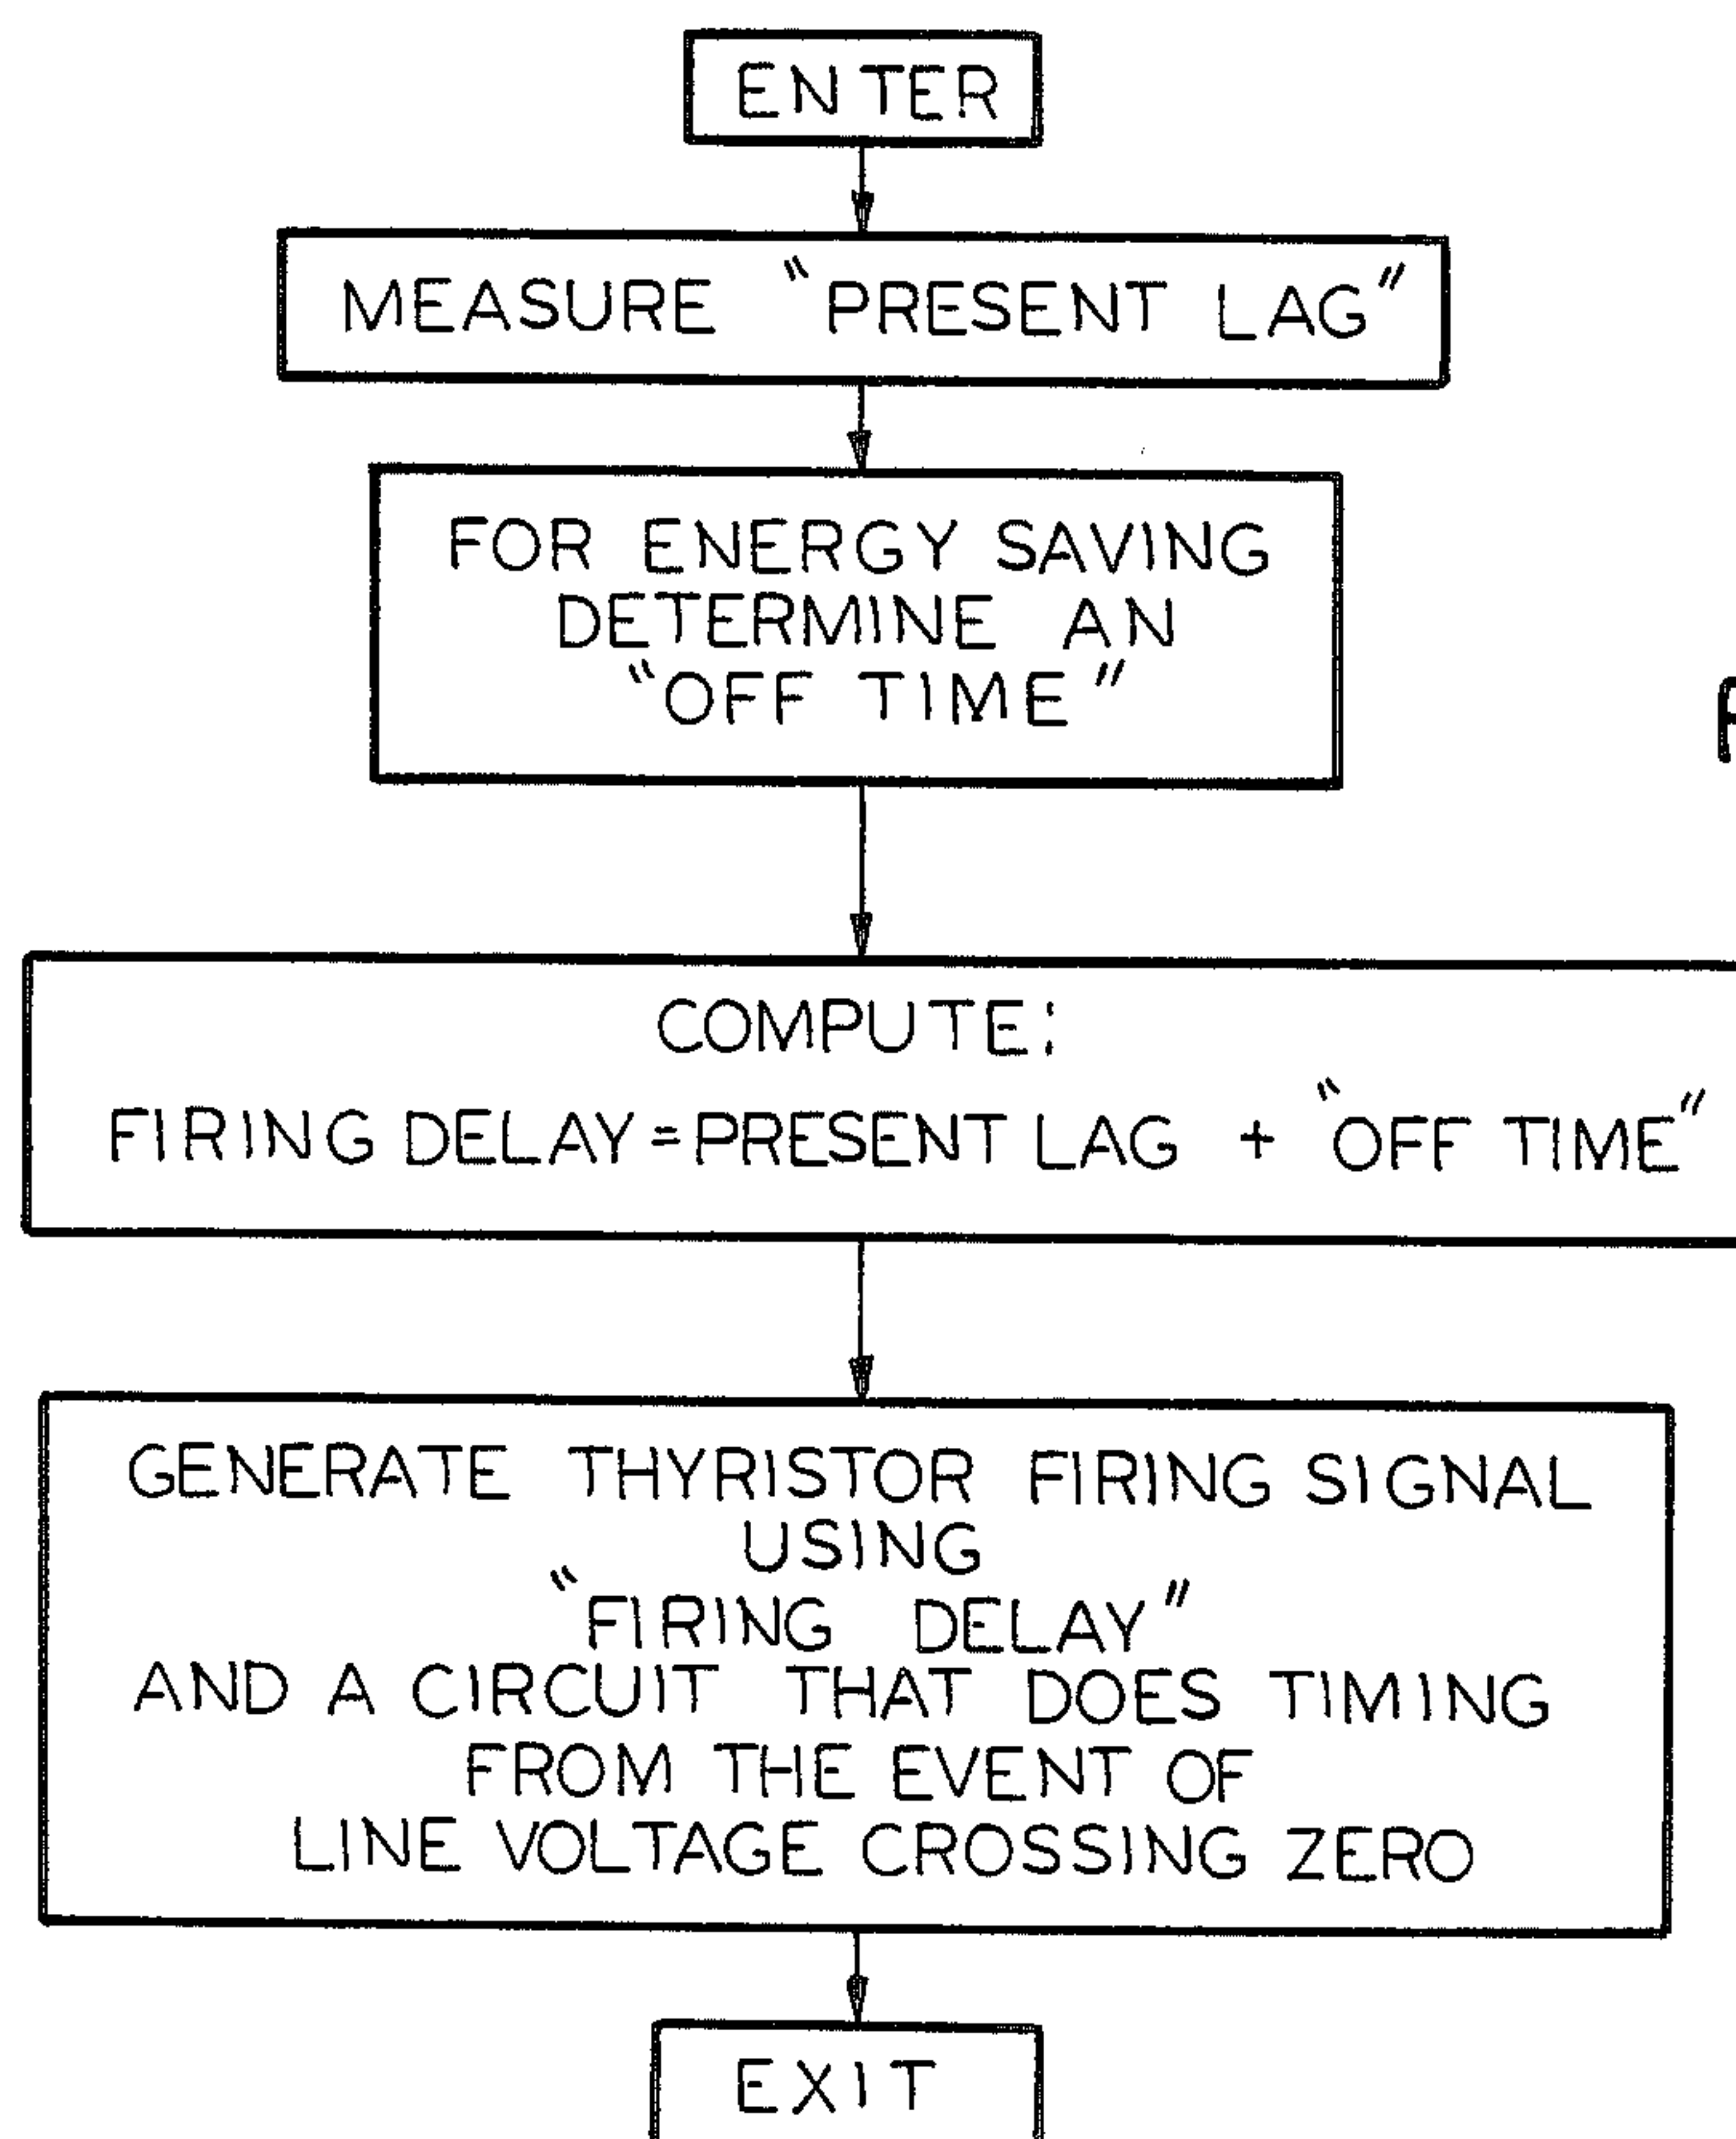 ENTER
MEASURE "PRESENT LAG"
FOR ENERGY SAVING
DETERMINE AN
"OFF TIME"
COMPUTE:
FIRING DELAY=PRESENT LAG + "OFF TIME"
GENERATE THYRISTOR FIRING SIGNAL
USING
"FIRING DELAY"
AND A CIRCUIT THAT DOES TIMING
FROM THE EVENT OF
LINE VOLTAGE CROSSING ZERO
EXIT